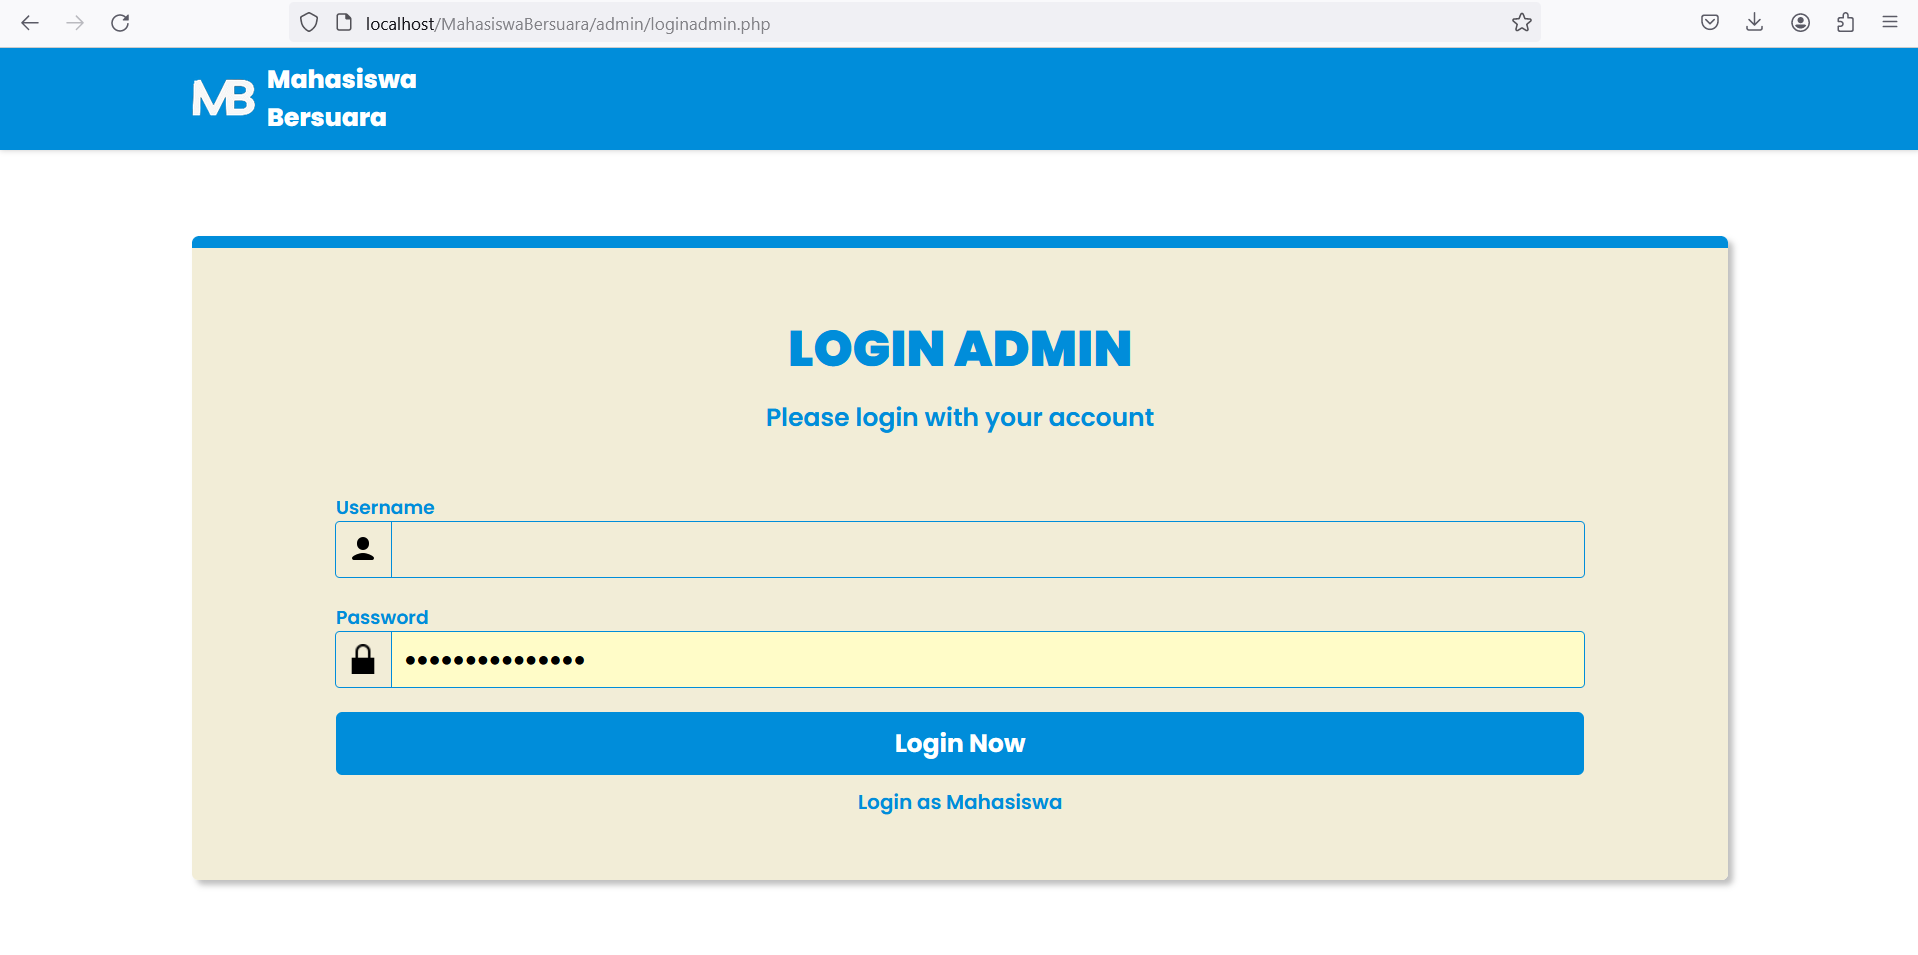 localhost/MahasiswaBersuara/admin/loginadmin.php
MB Mahasiswa
Bersuara
LOGIN ADMIN
Please login with your account
Username
Password
Login Now
Login as Mahasiswa